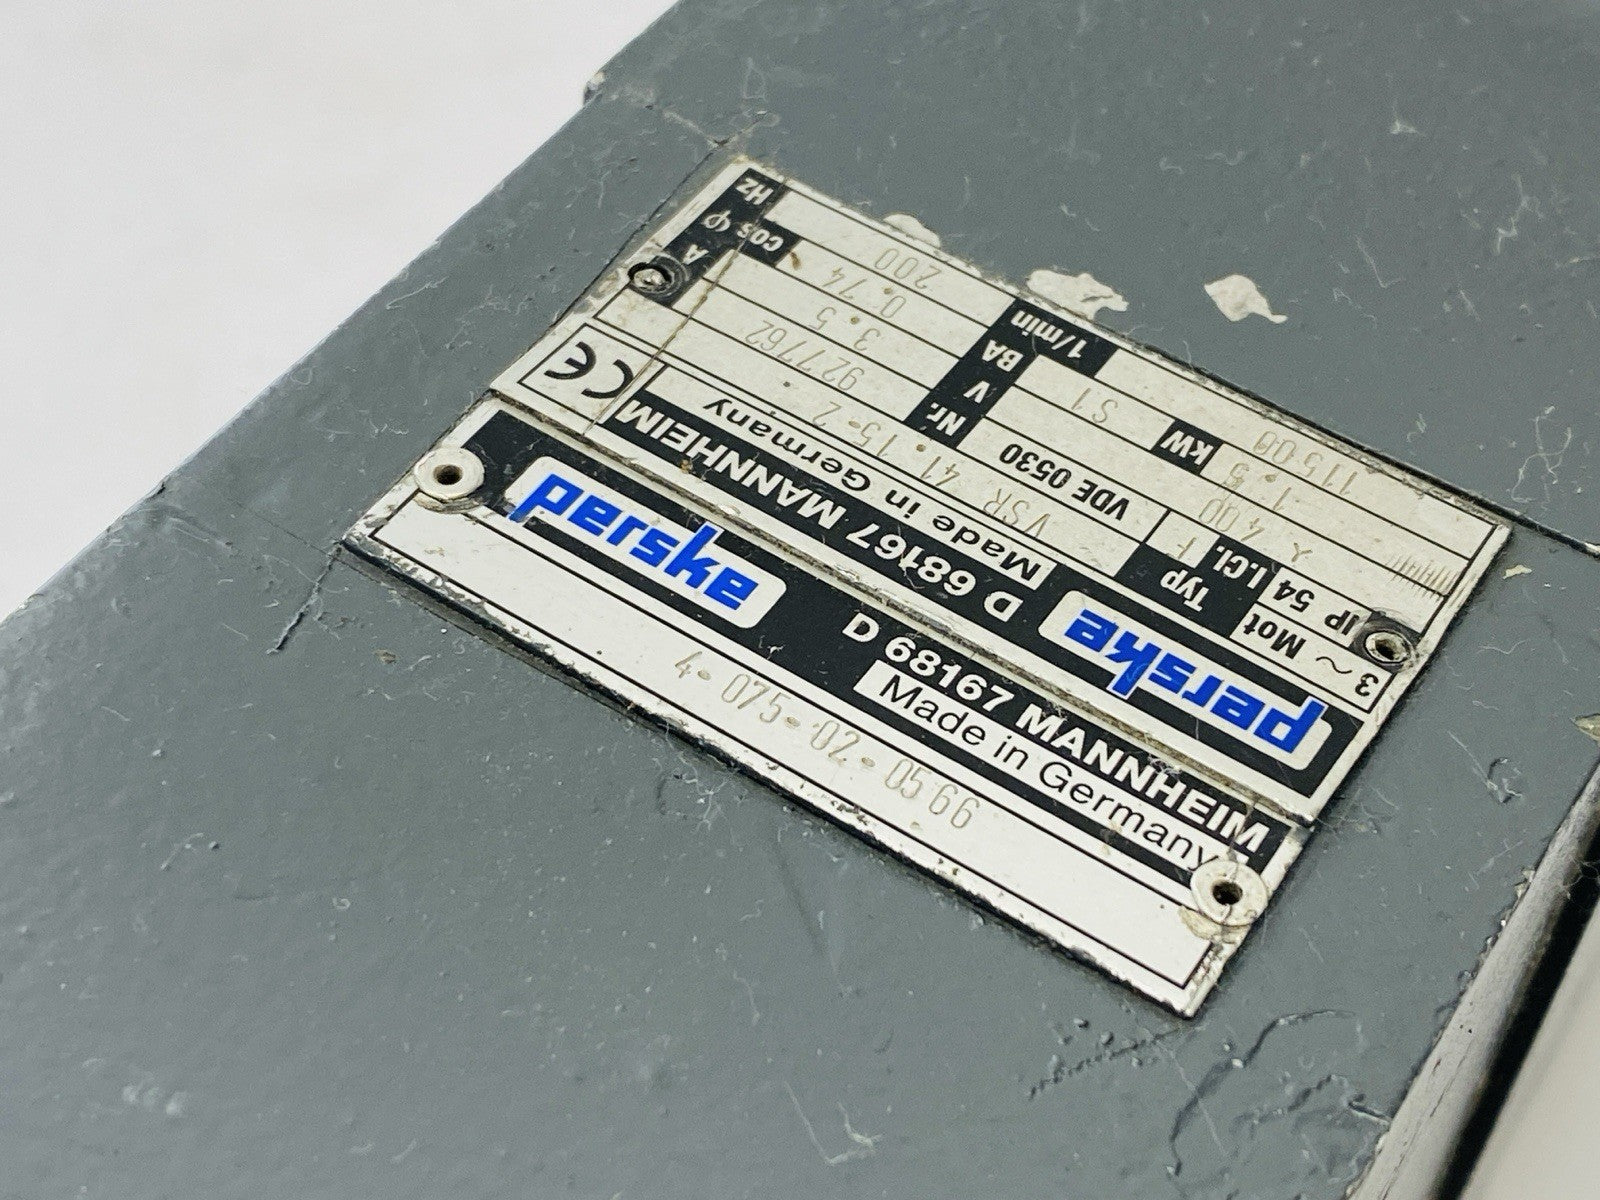 perske D 68167 MANNHEIM
Made in Germany
4-075-02-0566
perske D 68167 MANNHEIM
Made in Germany
CE
3 ~ Mot Typ VSR 41.15-2 Nr. 927762
IP 54 I.Cl. F VDE 0530
λ 400 V 3.5 A
1.5 kW S1 BA 0.74 cos φ
11500 1/min 200 Hz